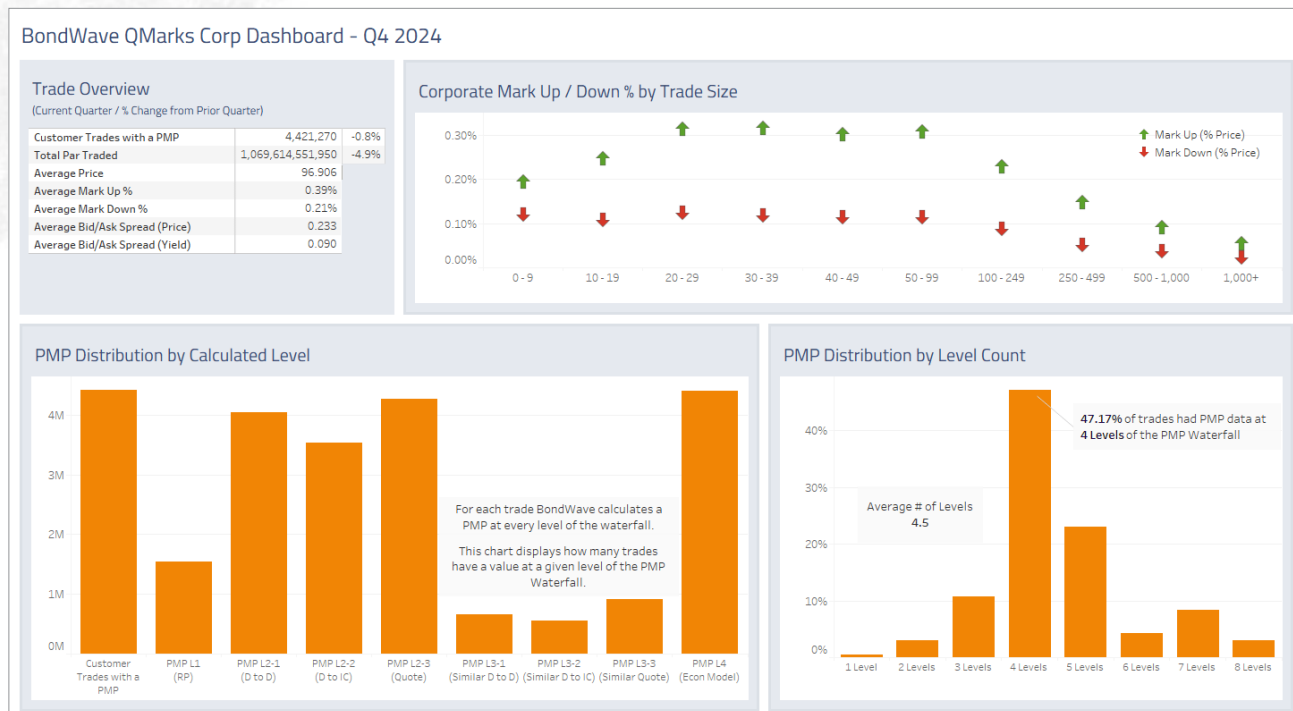 BondWave QMarks Corp Dashboard - Q4 2024
Trade Overview
(Current Quarter / % Change from Prior Quarter)
Customer Trades with a PMP 4,421,270 -0.8%
Total Par Traded 1,069,614,551,950 -4.9%
Average Price 96.906
Average Mark Up % 0.39%
Average Mark Down % 0.21%
Average Bid/Ask Spread (Price) 0.233
Average Bid/Ask Spread (Yield) 0.090
Corporate Mark Up / Down % by Trade Size
0.30%
0.20%
0.10%
0.00%
Mark Up (% Price)
Mark Down (% Price)
0 - 9 10 - 19 20 - 29 30 - 39 40 - 49 50 - 99 100 - 249 250 - 499 500 - 1,000 1,000+
PMP Distribution by Calculated Level
4M
3M
2M
1M
0M
For each trade BondWave calculates a
PMP at every level of the waterfall.
This chart displays how many trades
have a value at a given level of the PMP
Waterfall.
Customer PMP L1 PMP L2-1 PMP L2-2 PMP L2-3 PMP L3-1 PMP L3-2 PMP L3-3 PMP L4
Trades with a (RP) (D to D) (D to IC) (Quote) (Similar D to D) (Similar D to IC) (Similar Quote) (Econ Model)
PMP
PMP Distribution by Level Count
40%
30%
20%
10%
0%
47.17% of trades had PMP data at
4 Levels of the PMP Waterfall
Average # of Levels
4.5
1 Level 2 Levels 3 Levels 4 Levels 5 Levels 6 Levels 7 Levels 8 Levels